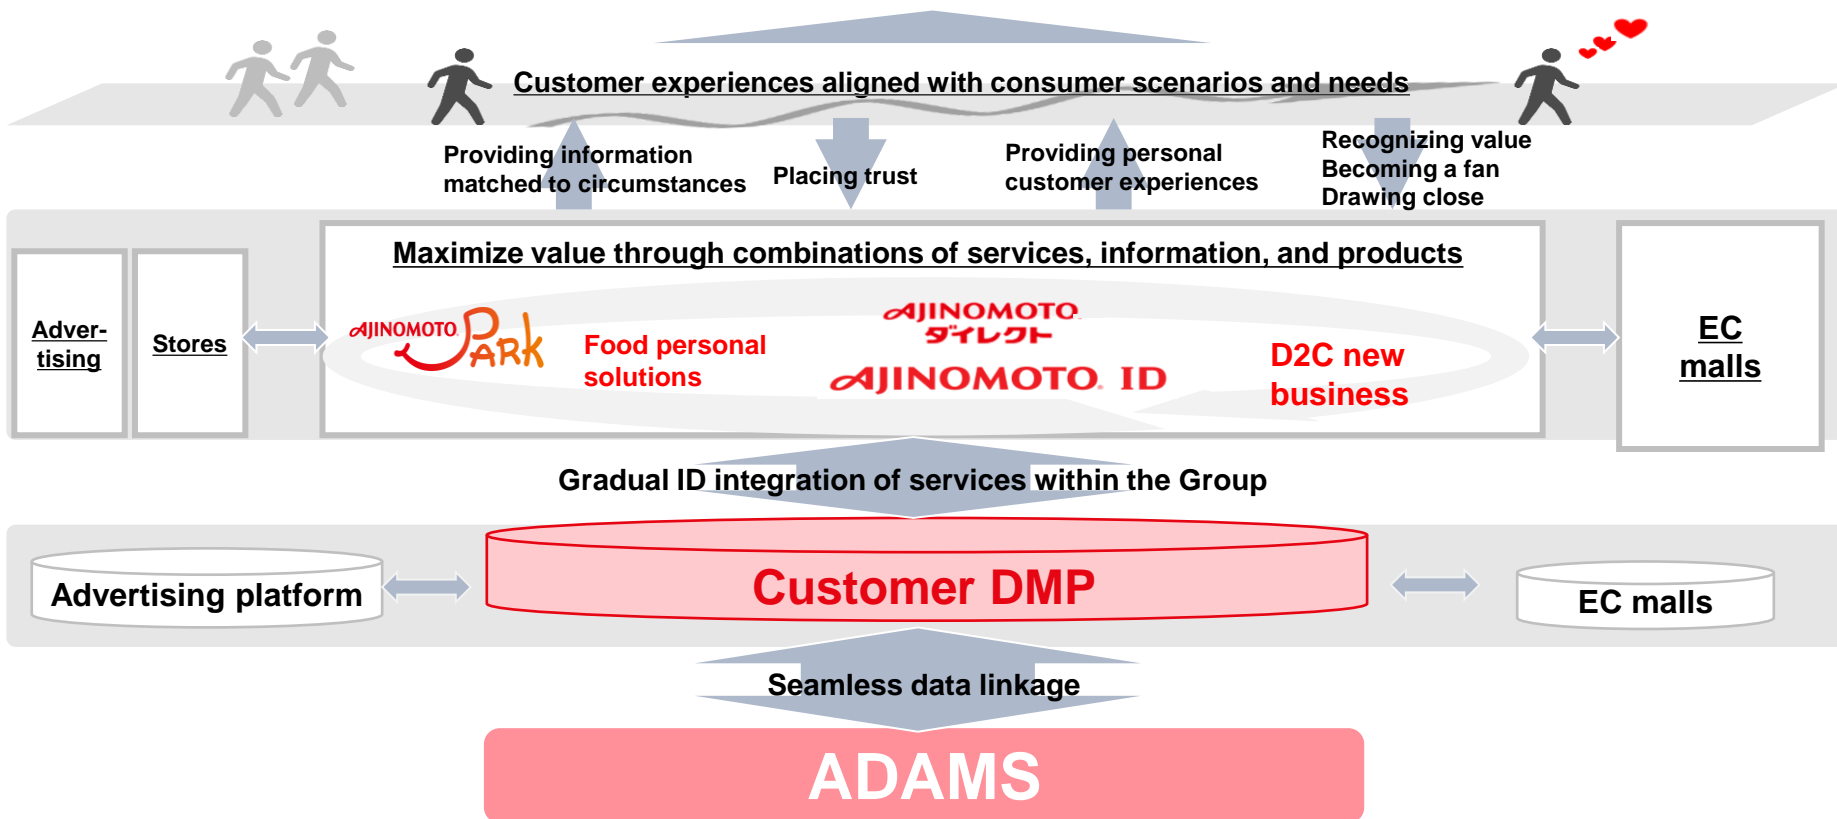 Customer experiences aligned with consumer scenarios and needs
Providing information
matched to circumstances
Placing trust
Providing personal
customer experiences
Recognizing value
Becoming a fan
Drawing close
Maximize value through combinations of services, information, and products
Adver-
tising
Stores
AJINOMOTO PARK
Food personal
solutions
AJINOMOTO
ダイレクト
AJINOMOTO ID
D2C new
business
EC
malls
Gradual ID integration of services within the Group
Advertising platform
Customer DMP
EC malls
Seamless data linkage
ADAMS